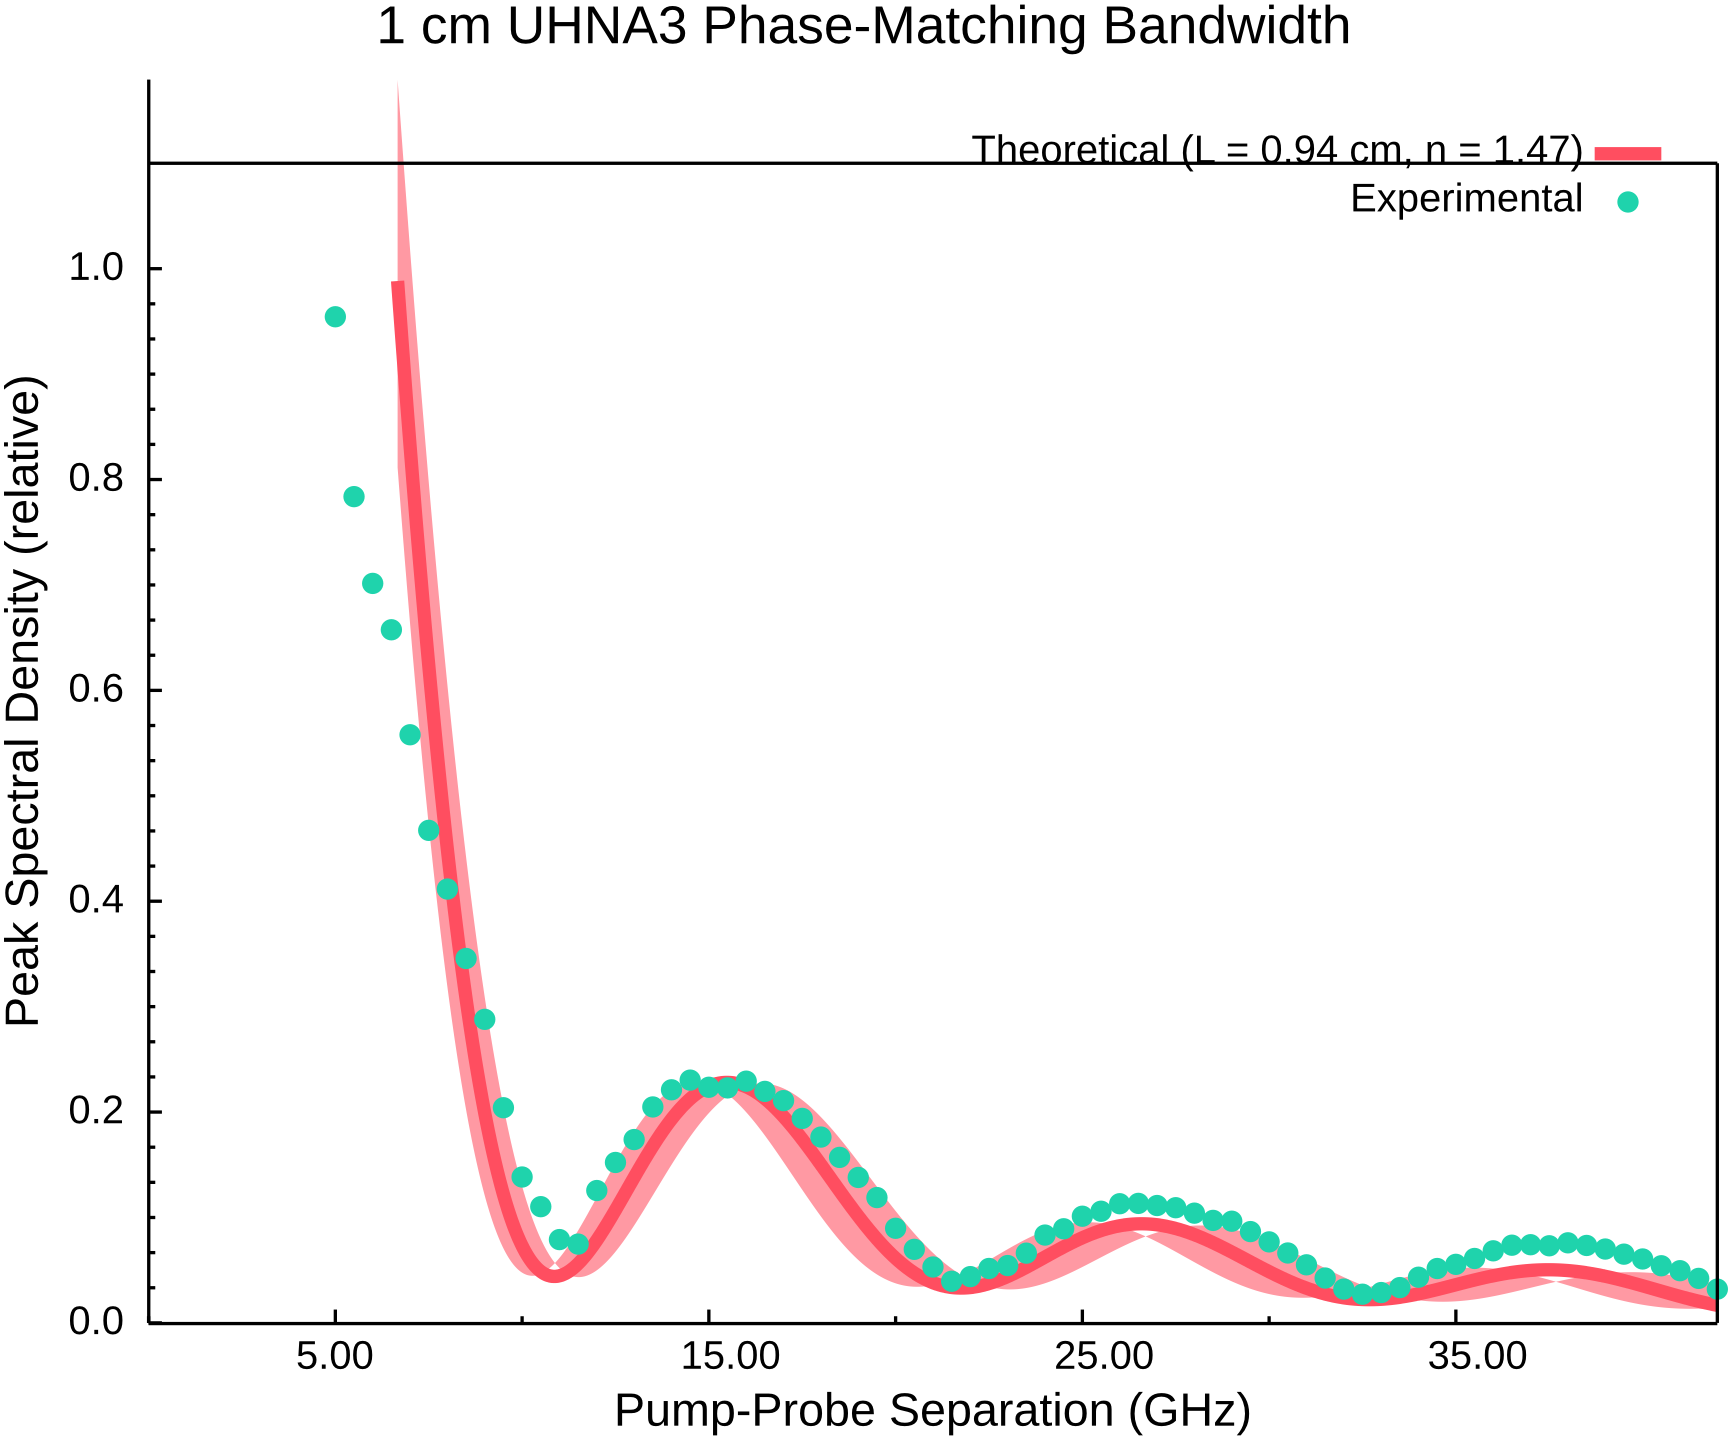 1 cm UHNA3 Phase-Matching Bandwidth
Theoretical (L = 0.94 cm, n = 1.47)
Experimental
1.0
0.8
0.6
0.4
0.2
0.0
Peak Spectral Density (relative)
5.00
15.00
25.00
35.00
Pump-Probe Separation (GHz)